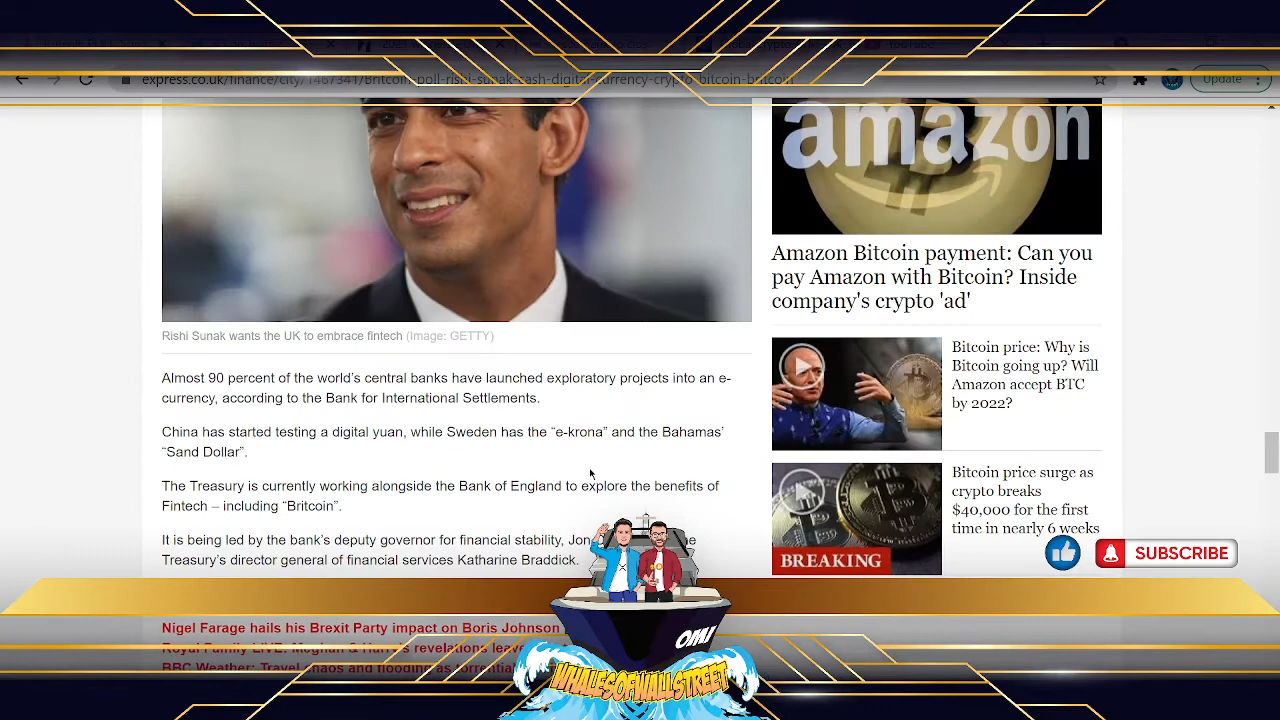 express.co.uk/finance/city/1467341/Britcoin-poll-rishi-sunak-cash-digital-currency-crypto-bitcoin-britcoin
Update
Rishi Sunak wants the UK to embrace fintech (Image: GETTY)
Almost 90 percent of the world's central banks have launched exploratory projects into an e-
currency, according to the Bank for International Settlements.
China has started testing a digital yuan, while Sweden has the “e-krona” and the Bahamas’
“Sand Dollar”.
The Treasury is currently working alongside the Bank of England to explore the benefits of
Fintech – including “Britcoin”.
It is being led by the bank's deputy governor for financial stability,
Treasury's director general of financial services Katharine Braddick.
Nigel Farage hails his Brexit Party impact on Boris Johnson
Royal Family LIVE: Meghan & Harry's revelations
BBC Weather: Travel chaos and flooding as
amazon
Amazon Bitcoin payment: Can you
pay Amazon with Bitcoin? Inside
company's crypto 'ad'
Bitcoin price: Why is
Bitcoin going up? Will
Amazon accept BTC
by 2022?
Bitcoin price surge as
crypto breaks
$40,000 for the first
time in nearly 6 weeks
BREAKING
SUBSCRIBE
OMI
WHALESOFWALLSTREET